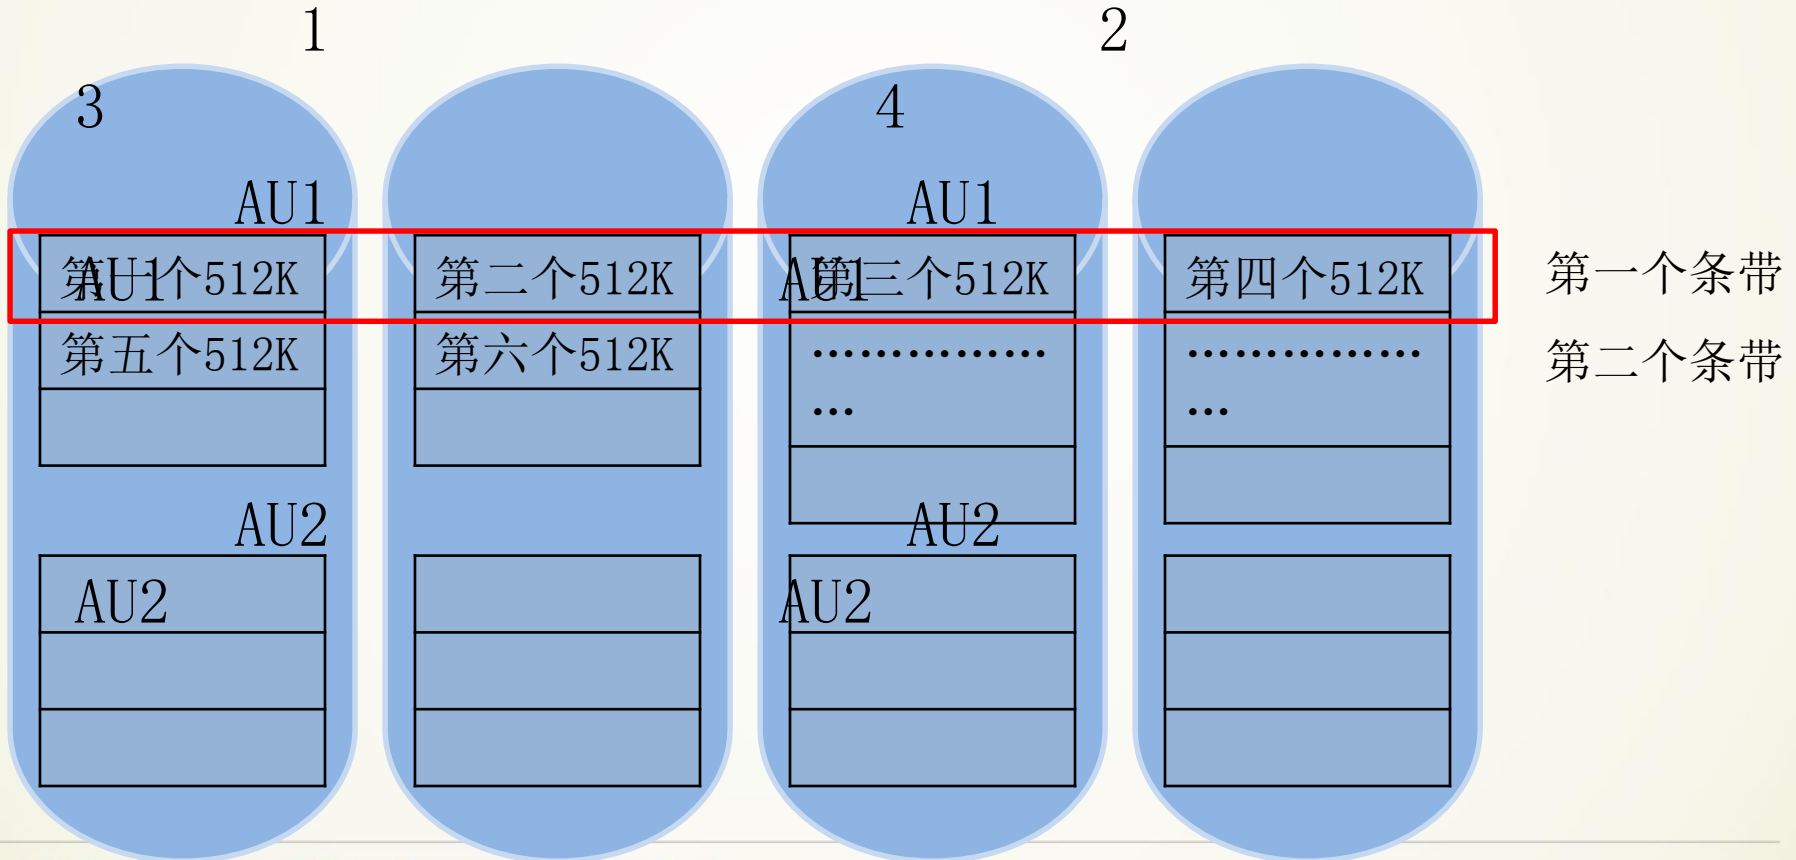 1 2
3 4
AU1 AU1
第一个512K 第二个512K 第三个512K 第四个512K 第一个条带
AU1 AU1
第五个512K 第六个512K …………… …………… 第二个条带
… …
AU2 AU2
AU2 AU2